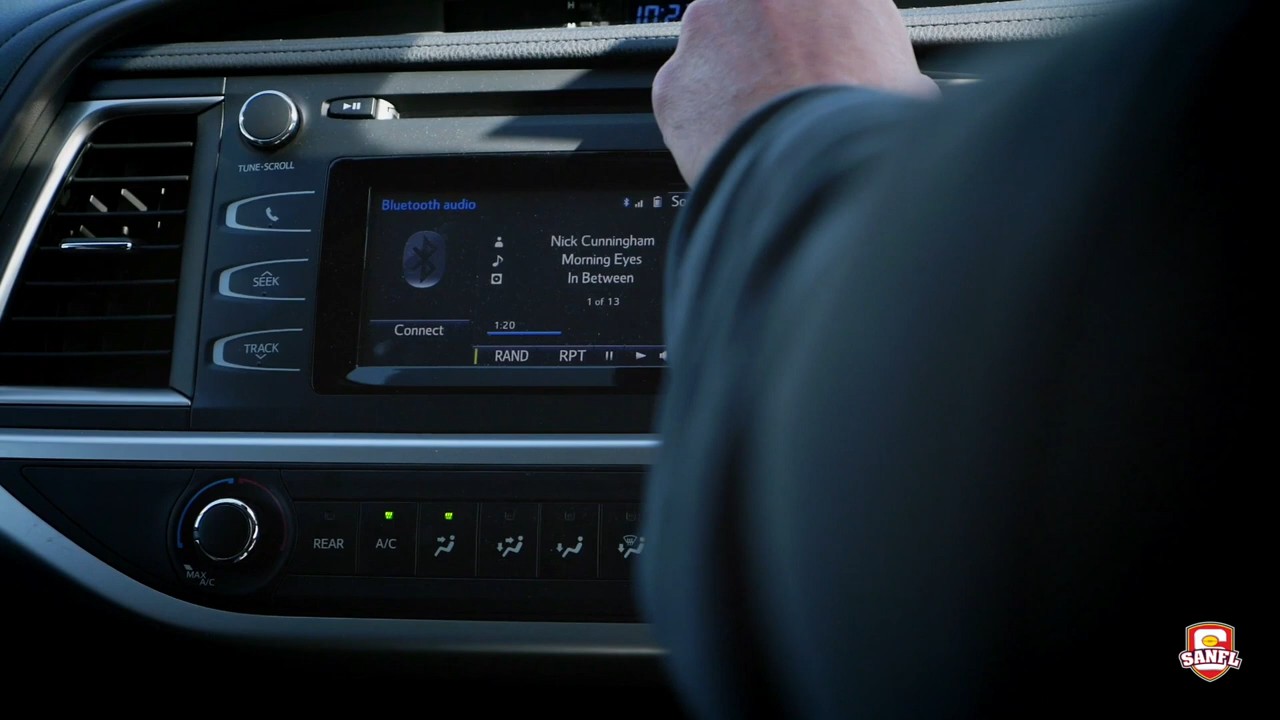 TUNE•SCROLL
Bluetooth audio
Nick Cunningham
Morning Eyes
In Between
1 of 13
SEEK
1:20
Connect
TRACK
RAND RPT
REAR A/C
MAX
A/C
SANFL